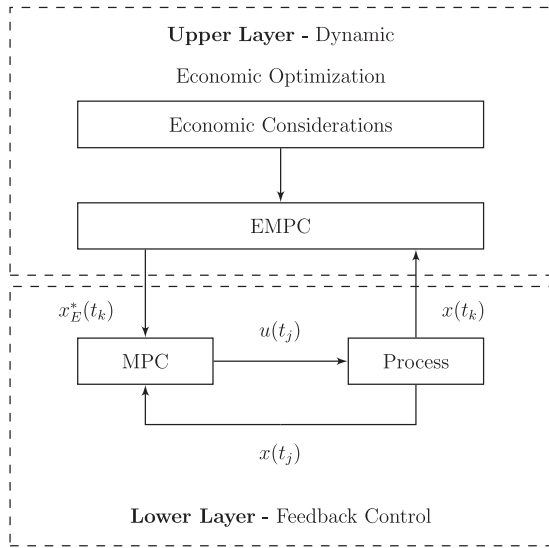 Upper Layer - Dynamic
Economic Optimization
Economic Considerations
EMPC
x*_E(t_k)
x(t_k)
u(t_j)
MPC
Process
x(t_j)
Lower Layer - Feedback Control